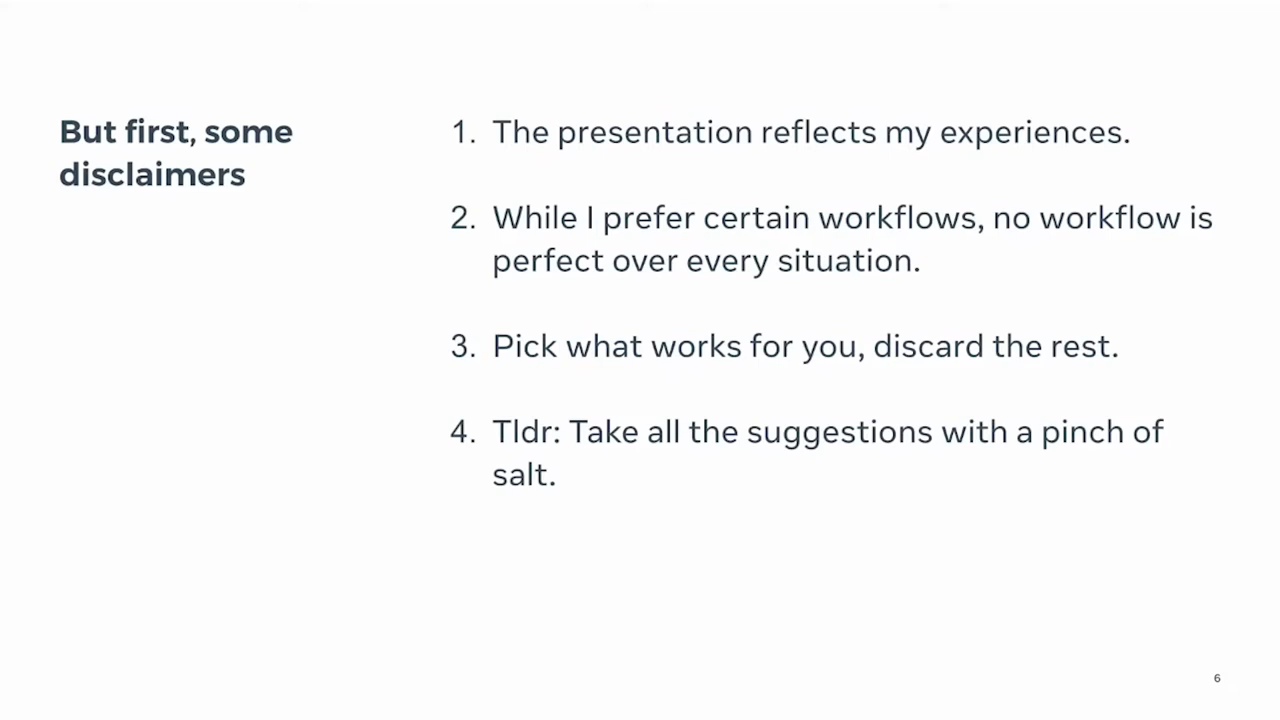 But first, some
disclaimers
1. The presentation reflects my experiences.
2. While I prefer certain workflows, no workflow is
perfect over every situation.
3. Pick what works for you, discard the rest.
4. Tldr: Take all the suggestions with a pinch of
salt.
6